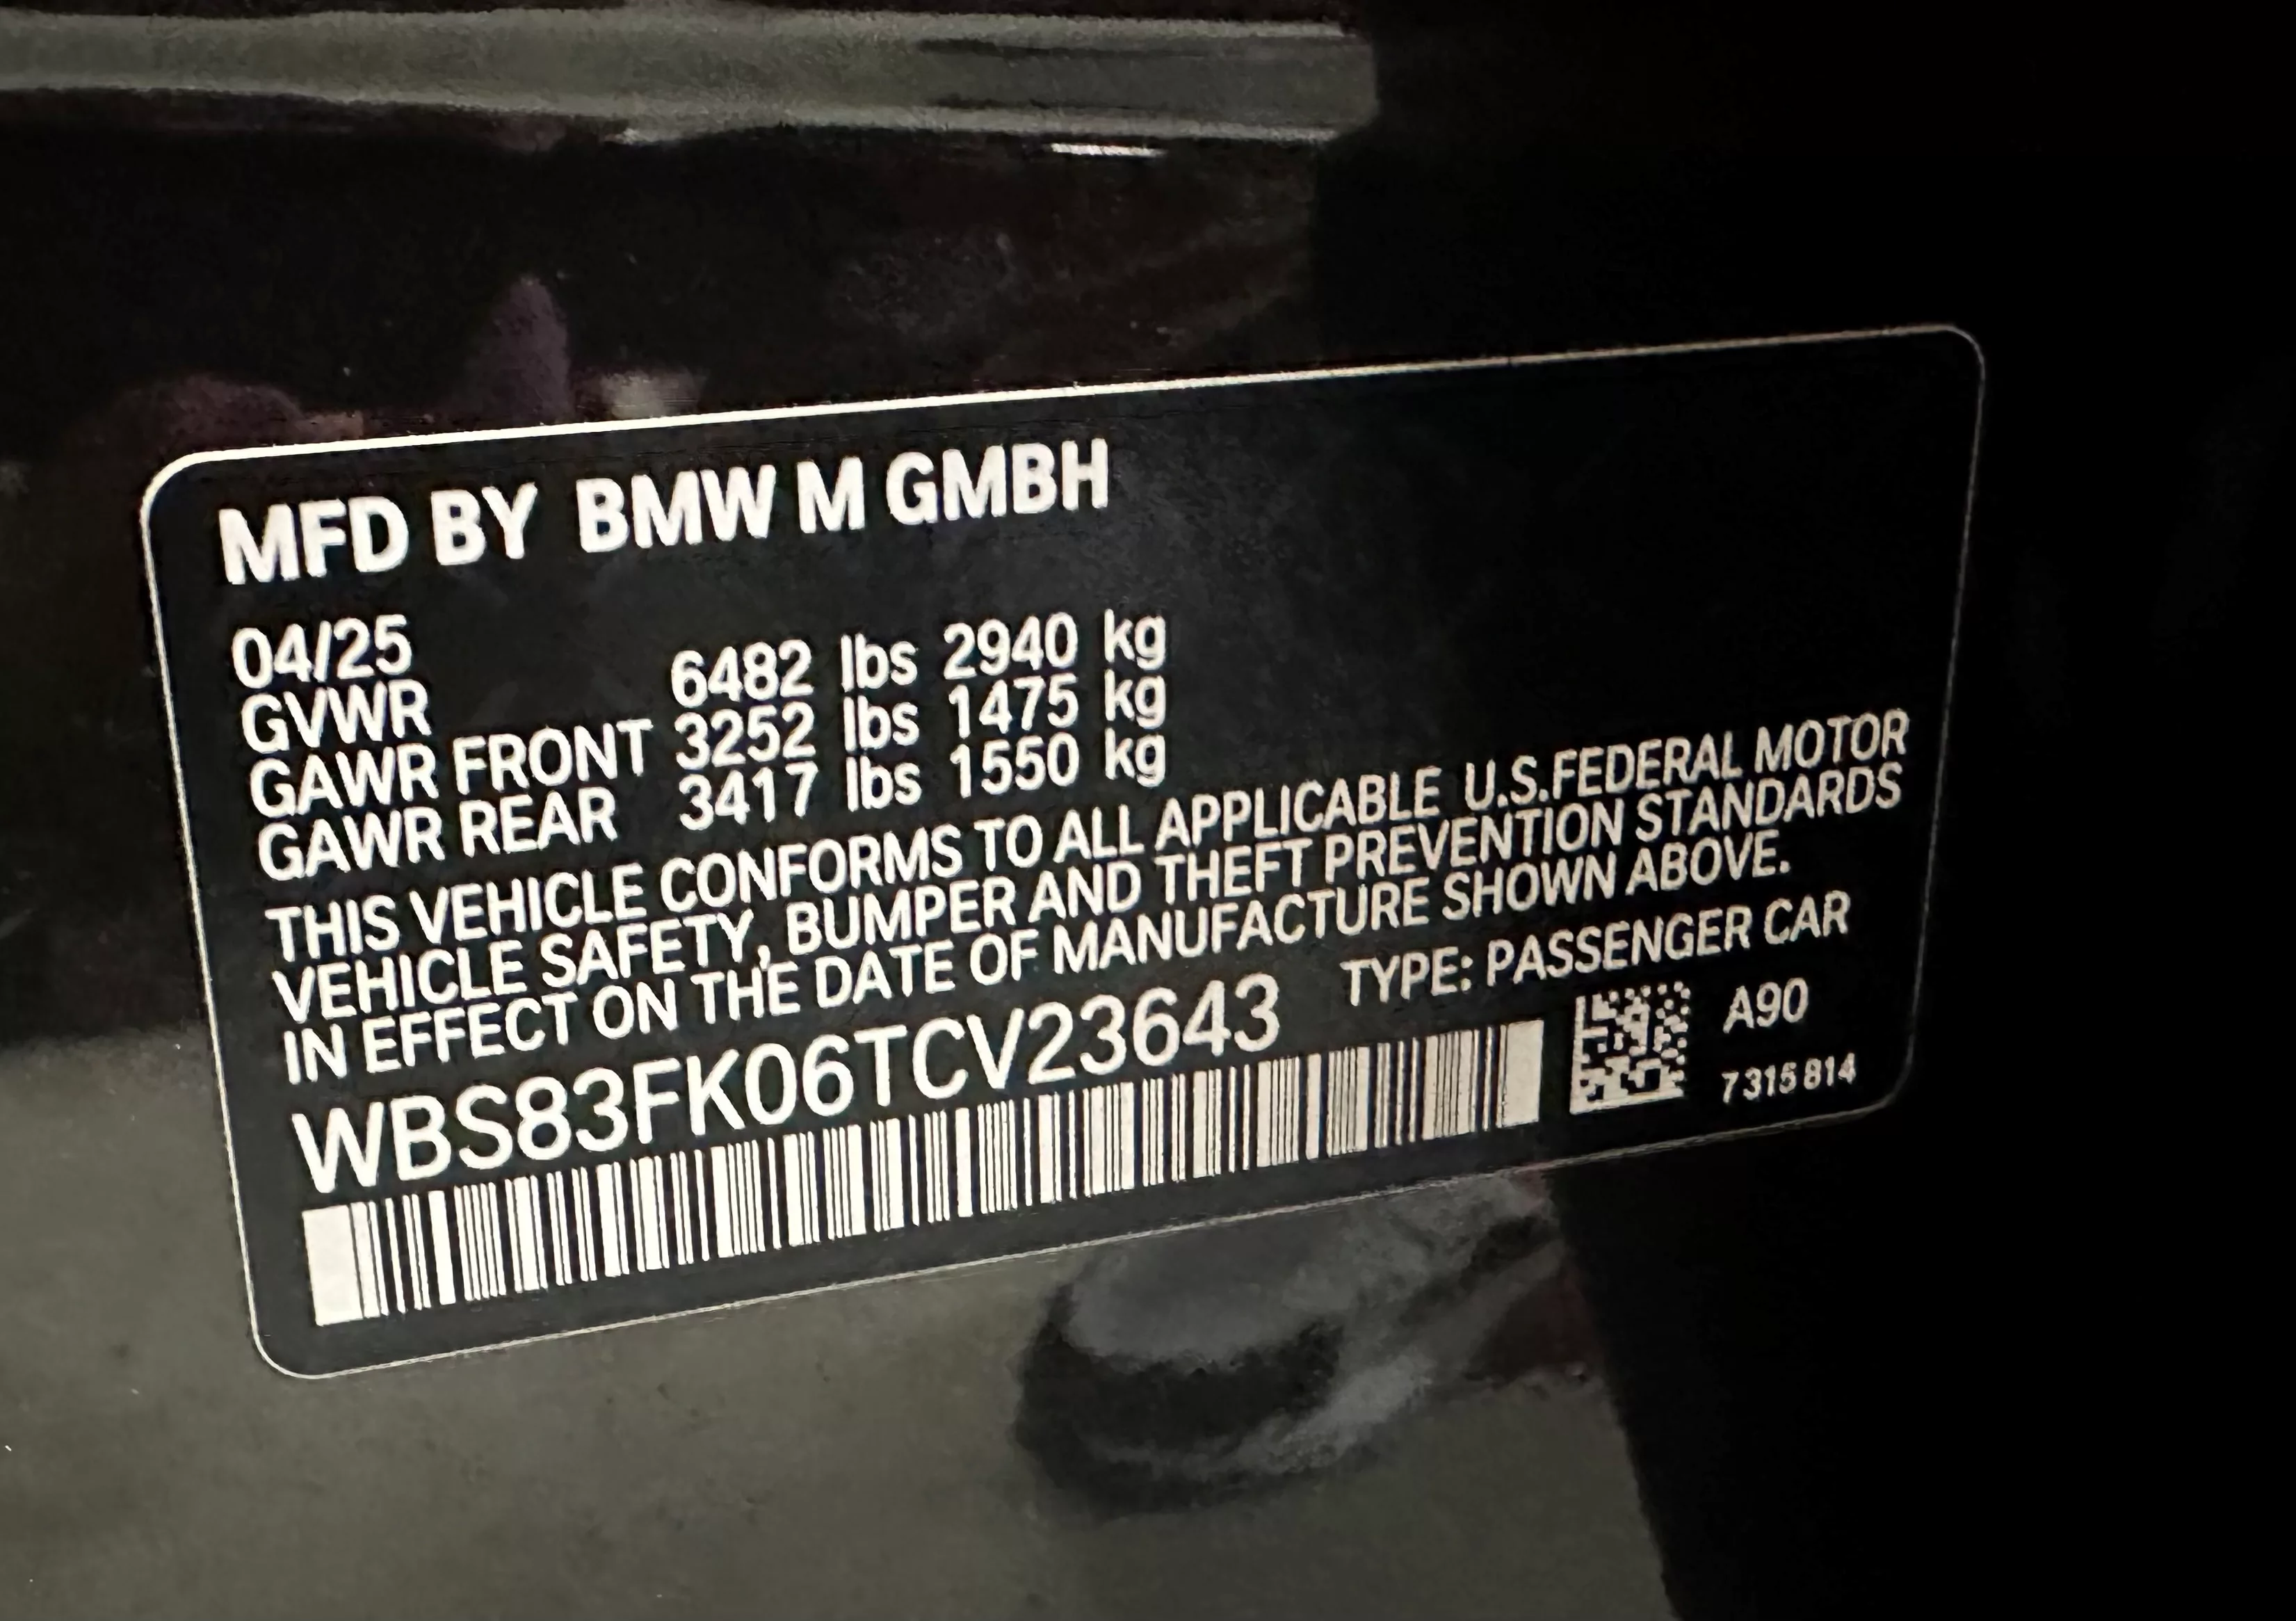 MFD BY BMW M GMBH
04/25
GVWR 6482 lbs 2940 kg
GAWR FRONT 3252 lbs 1475 kg
GAWR REAR 3417 lbs 1550 kg
THIS VEHICLE CONFORMS TO ALL APPLICABLE U.S.FEDERAL MOTOR
VEHICLE SAFETY, BUMPER AND THEFT PREVENTION STANDARDS
IN EFFECT ON THE DATE OF MANUFACTURE SHOWN ABOVE.
WBS83FK06TCV23643 TYPE: PASSENGER CAR
A90
7315814